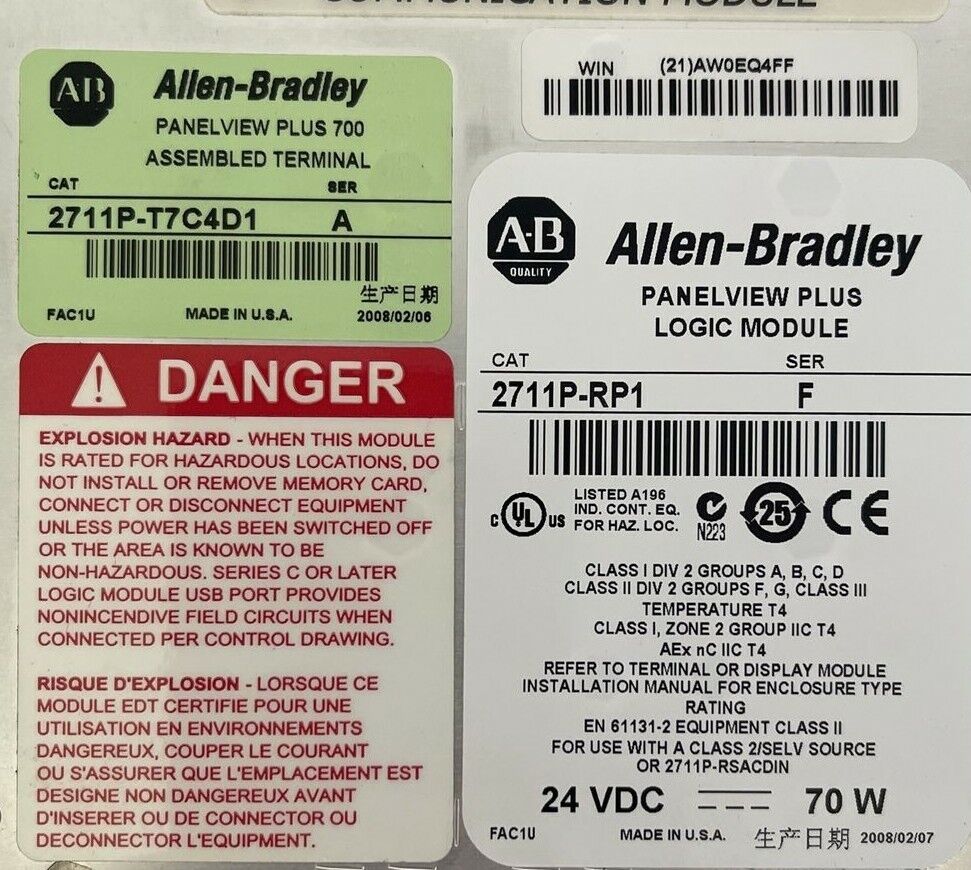 COMMUNICATION MODULE
AB
Allen-Bradley
PANELVIEW PLUS 700
ASSEMBLED TERMINAL
CAT SER
2711P-T7C4D1 A
生产日期
FAC1U MADE IN U.S.A. 2008/02/06
WIN (21)AW0EQ4FF
DANGER
EXPLOSION HAZARD - WHEN THIS MODULE
IS RATED FOR HAZARDOUS LOCATIONS, DO
NOT INSTALL OR REMOVE MEMORY CARD,
CONNECT OR DISCONNECT EQUIPMENT
UNLESS POWER HAS BEEN SWITCHED OFF
OR THE AREA IS KNOWN TO BE
NON-HAZARDOUS. SERIES C OR LATER
LOGIC MODULE USB PORT PROVIDES
NONINCENDIVE FIELD CIRCUITS WHEN
CONNECTED PER CONTROL DRAWING.
RISQUE D'EXPLOSION - LORSQUE CE
MODULE EDT CERTIFIE POUR UNE
UTILISATION EN ENVIRONNEMENTS
DANGEREUX, COUPER LE COURANT
OU S'ASSURER QUE L'EMPLACEMENT EST
DESIGNE NON DANGEREUX AVANT
D'INSERER OU DE CONNECTOR OU
DECONNECTOR L'EQUIPEMENT.
A-B
QUALITY
Allen-Bradley
PANELVIEW PLUS
LOGIC MODULE
CAT SER
2711P-RP1 F
C UL US
LISTED A196
IND. CONT. EQ.
FOR HAZ. LOC.
N223
25
CE
CLASS I DIV 2 GROUPS A, B, C, D
CLASS II DIV 2 GROUPS F, G, CLASS III
TEMPERATURE T4
CLASS I, ZONE 2 GROUP IIC T4
AEx nC IIC T4
REFER TO TERMINAL OR DISPLAY MODULE
INSTALLATION MANUAL FOR ENCLOSURE TYPE
RATING
EN 61131-2 EQUIPMENT CLASS II
FOR USE WITH A CLASS 2/SELV SOURCE
OR 2711P-RSACDIN
24 VDC 70 W
FAC1U MADE IN U.S.A. 生产日期 2008/02/07